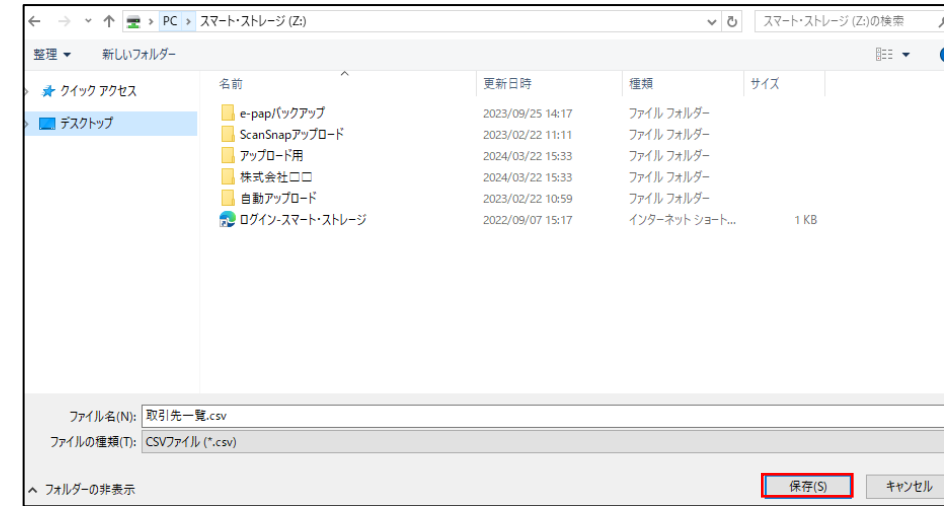 PC › スマート・ストレージ (Z:) スマート・ストレージ (Z:)の検索
整理 新しいフォルダー
クイック アクセス
デスクトップ
名前 更新日時 種類 サイズ
e-papバックアップ 2023/09/25 14:17 ファイル フォルダー
ScanSnapアップロード 2023/02/22 11:11 ファイル フォルダー
アップロード用 2024/03/22 15:33 ファイル フォルダー
株式会社□□ 2024/03/22 15:33 ファイル フォルダー
自動アップロード 2023/02/22 10:59 ファイル フォルダー
ログイン-スマート・ストレージ 2022/09/07 15:17 インターネット ショート... 1 KB
ファイル名(N): 取引先一覧.csv
ファイルの種類(T): CSVファイル (*.csv)
フォルダーの非表示 保存(S) キャンセル